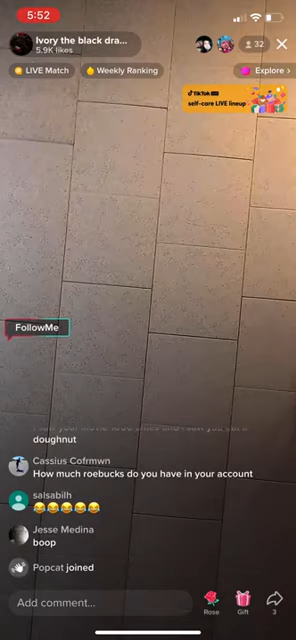 5:52
Ivory the black dra...
5.9K likes
32
LIVE Match
Weekly Ranking
Explore >
TikTok
self-care LIVE lineup
FollowMe
doughnut
Cassius Cofrmwn
How much roebucks do you have in your account
salsabilh
😂😂😂😂😂
Jesse Medina
boop
Popcat joined
Add comment...
Rose
Gift
3